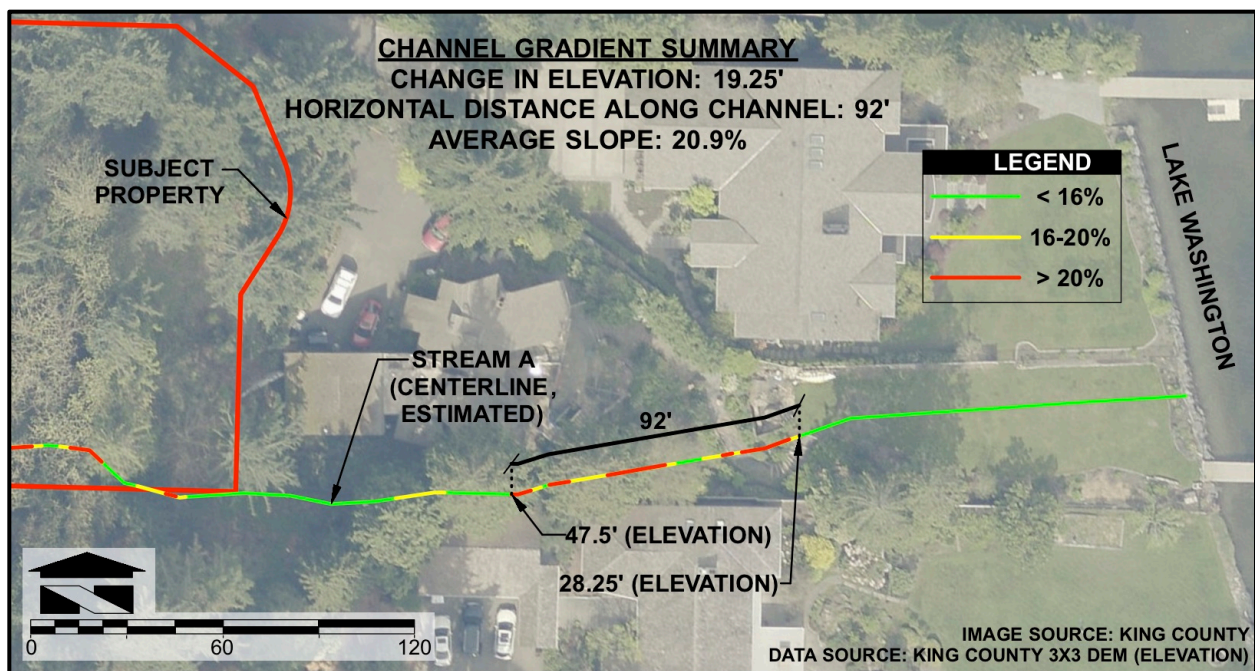 CHANNEL GRADIENT SUMMARY
CHANGE IN ELEVATION: 19.25'
HORIZONTAL DISTANCE ALONG CHANNEL: 92'
AVERAGE SLOPE: 20.9%
SUBJECT
PROPERTY
LEGEND
< 16%
16-20%
> 20%
LAKE WASHINGTON
STREAM A
(CENTERLINE,
ESTIMATED)
92'
47.5' (ELEVATION)
28.25' (ELEVATION)
0
60
120
IMAGE SOURCE: KING COUNTY
DATA SOURCE: KING COUNTY 3X3 DEM (ELEVATION)